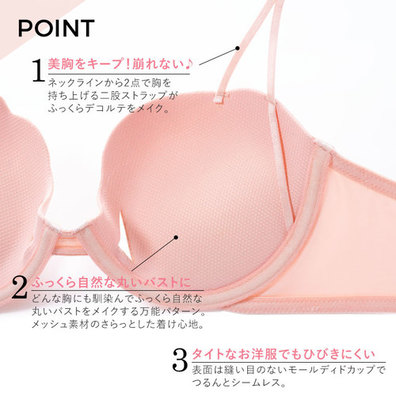 POINT
1 美胸をキープ!崩れない♪
ネックラインから2点で胸を
持ち上げる二段ストラップが
ふっくらデコルテをメイク。
2 ふっくら自然な丸いバストに
どんな胸にも馴染んでふっくら自然な
丸いバストをメイクする万能パターン。
メッシュ素材のさらっとした着け心地。
3 タイトなお洋服でもひびきにくい
表面は縫い目のないモールディドカップで
つるんとシームレス。